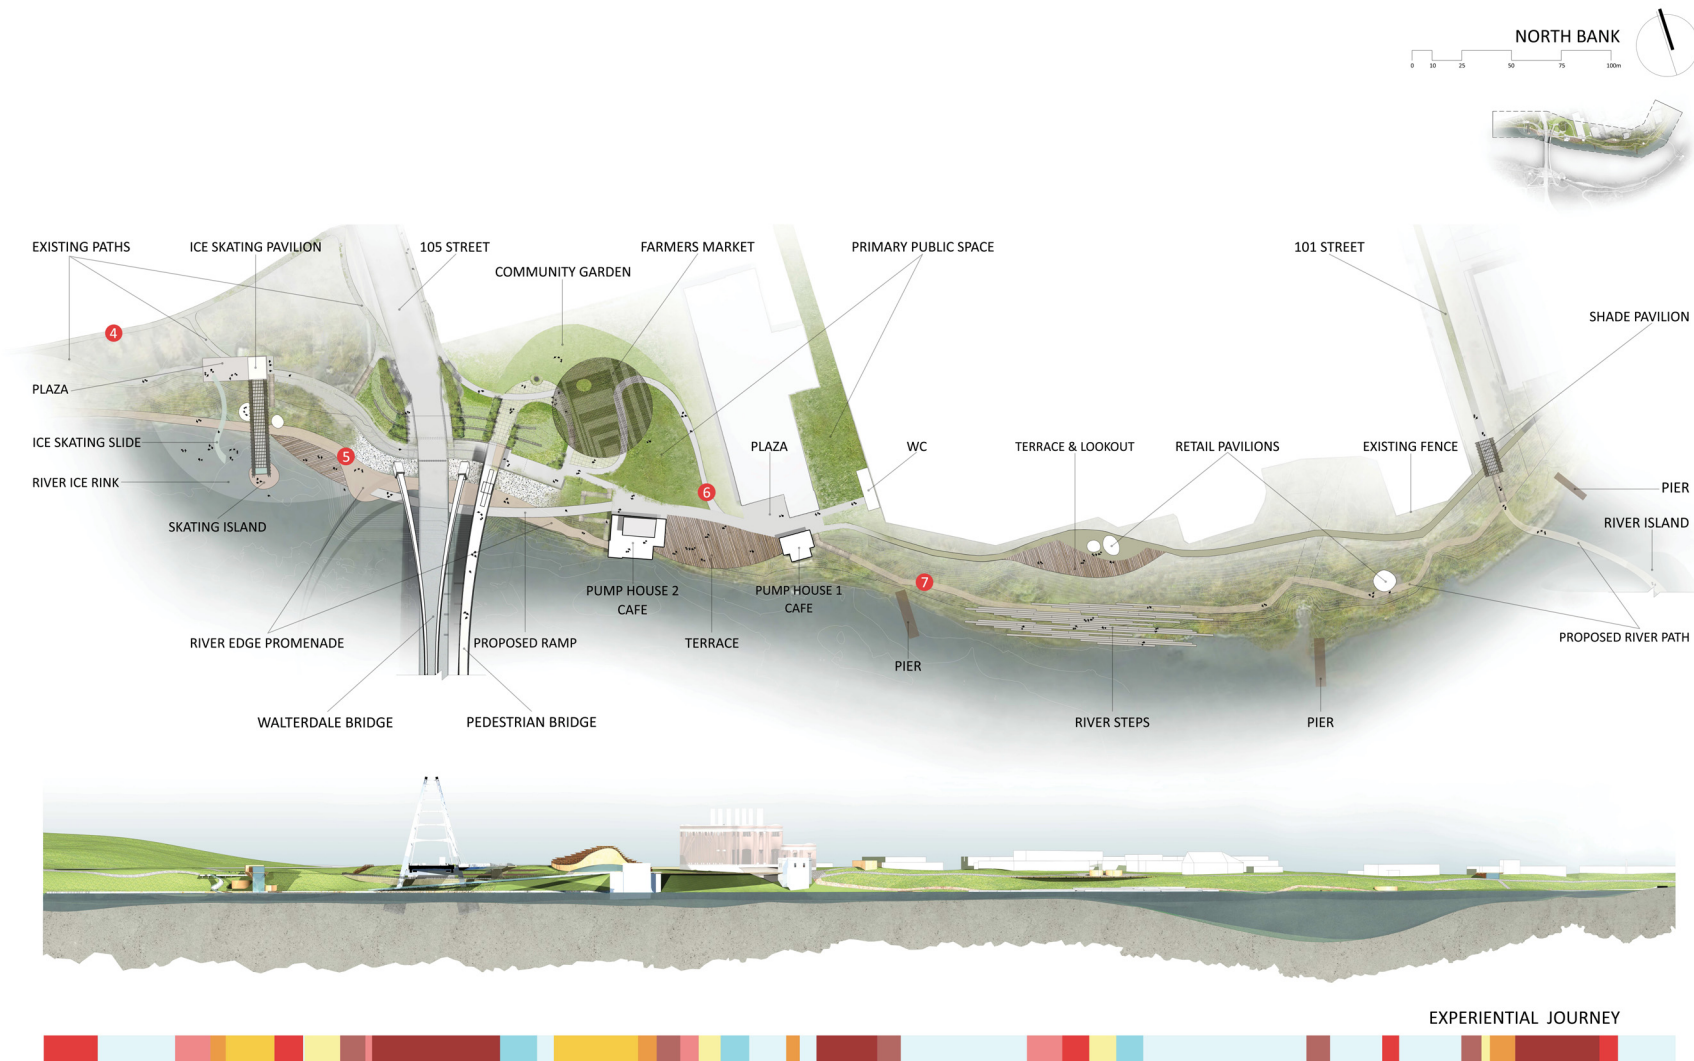 NORTH BANK
0 10 25 50 75 100m
EXISTING PATHS
ICE SKATING PAVILION
105 STREET
COMMUNITY GARDEN
FARMERS MARKET
PRIMARY PUBLIC SPACE
101 STREET
SHADE PAVILION
4
PLAZA
ICE SKATING SLIDE
5
PLAZA
WC
TERRACE & LOOKOUT
RETAIL PAVILIONS
EXISTING FENCE
RIVER ICE RINK
6
PIER
SKATING ISLAND
RIVER ISLAND
7
PUMP HOUSE 2
CAFE
PUMP HOUSE 1
CAFE
RIVER EDGE PROMENADE
PROPOSED RAMP
TERRACE
PIER
PROPOSED RIVER PATH
WALTERDALE BRIDGE
PEDESTRIAN BRIDGE
RIVER STEPS
PIER
EXPERIENTIAL JOURNEY